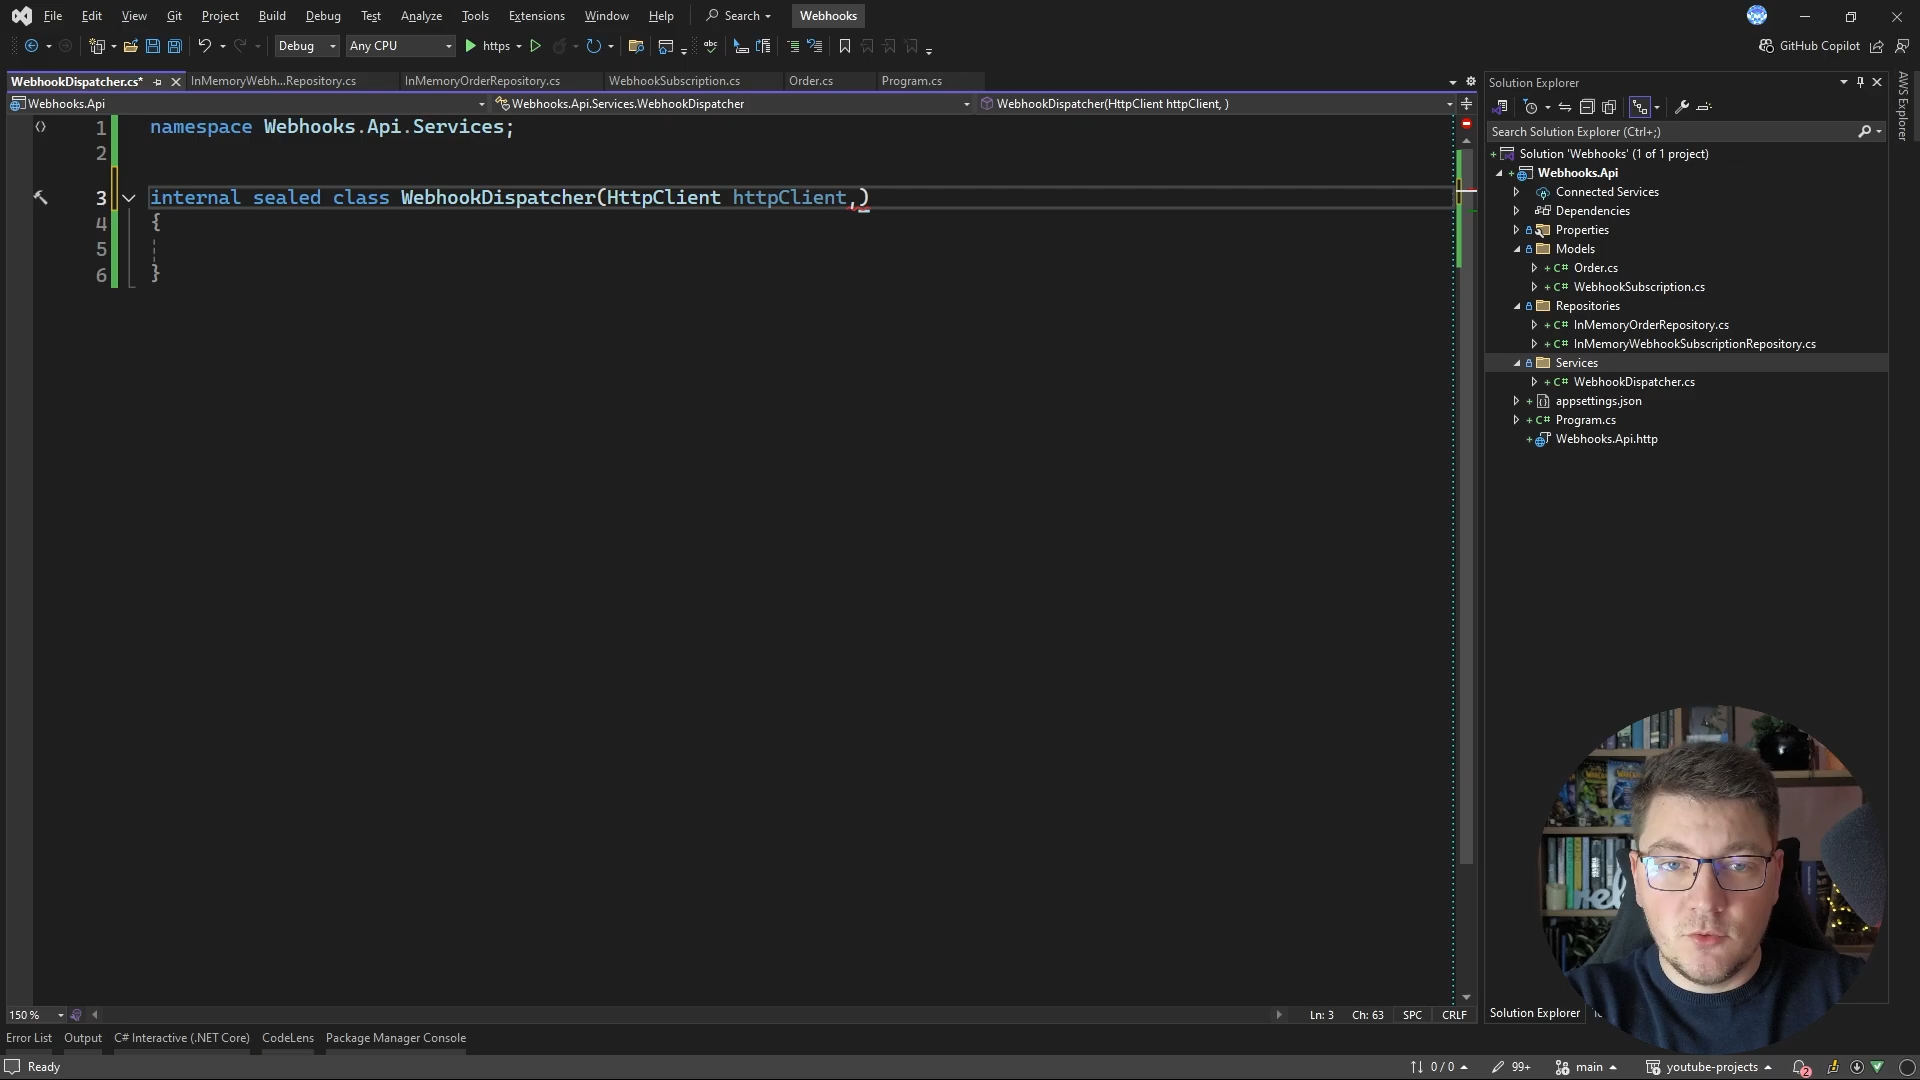 File Edit View Git Project Build Debug Test Analyze Tools Extensions Window Help Search Webhooks
Debug Any CPU https GitHub Copilot
WebhookDispatcher.cs* InMemoryWebh...Repository.cs InMemoryOrderRepository.cs WebhookSubscription.cs Order.cs Program.cs
Webhooks.Api Webhooks.Api.Services.WebhookDispatcher WebhookDispatcher(HttpClient httpClient, )
1 namespace Webhooks.Api.Services;
2
3 internal sealed class WebhookDispatcher(HttpClient httpClient,)
4 {
5
6 }
Solution Explorer
Search Solution Explorer (Ctrl+;)
Solution 'Webhooks' (1 of 1 project)
Webhooks.Api
Connected Services
Dependencies
Properties
Models
C# Order.cs
C# WebhookSubscription.cs
Repositories
C# InMemoryOrderRepository.cs
C# InMemoryWebhookSubscriptionRepository.cs
Services
C# WebhookDispatcher.cs
appsettings.json
C# Program.cs
Webhooks.Api.http
AWS Explorer
150 % Ln: 3 Ch: 63 SPC CRLF
Solution Explorer
Error List Output C# Interactive (.NET Core) CodeLens Package Manager Console
Ready 0 / 0 99+ main youtube-projects 2